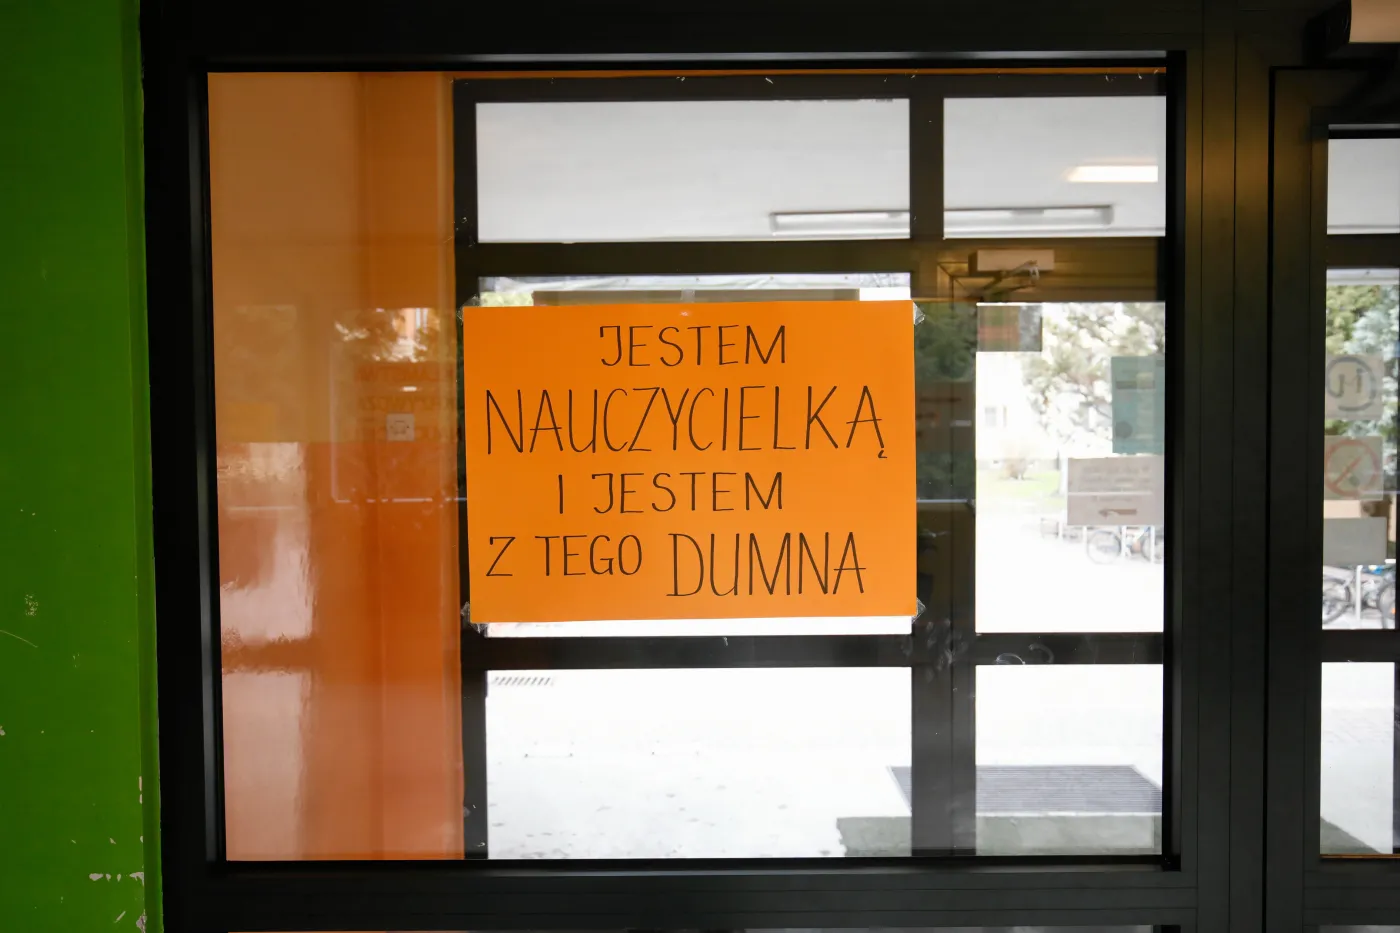 JESTEM
NAUCZYCIELKĄ
I JESTEM
Z TEGO DUMNA